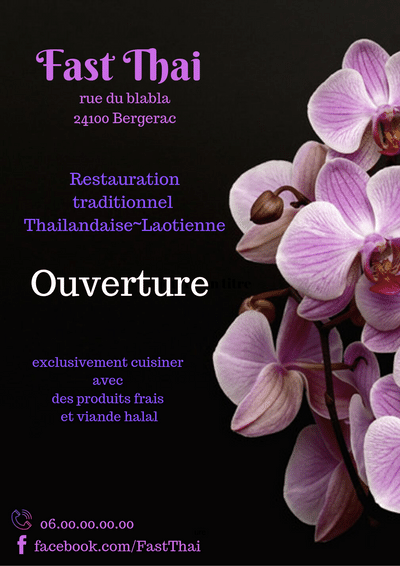 Fast Thai
rue du blabla
24100 Bergerac
Restauration
traditionnel
Thailandaise~Laotienne
Ouverture
exclusivement cuisiner
avec
des produits frais
et viande halal
06.00.00.00.00
facebook.com/FastThai